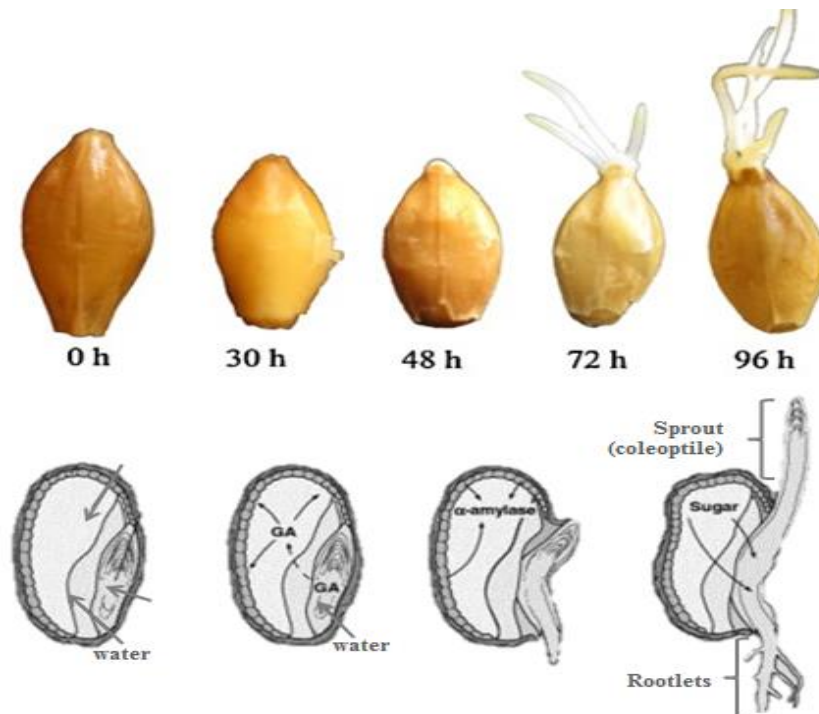 0 h
30 h
48 h
72 h
96 h
Sprout
(coleoptile)
GA
GA
α-amylase
Sugar
water
water
Rootlets